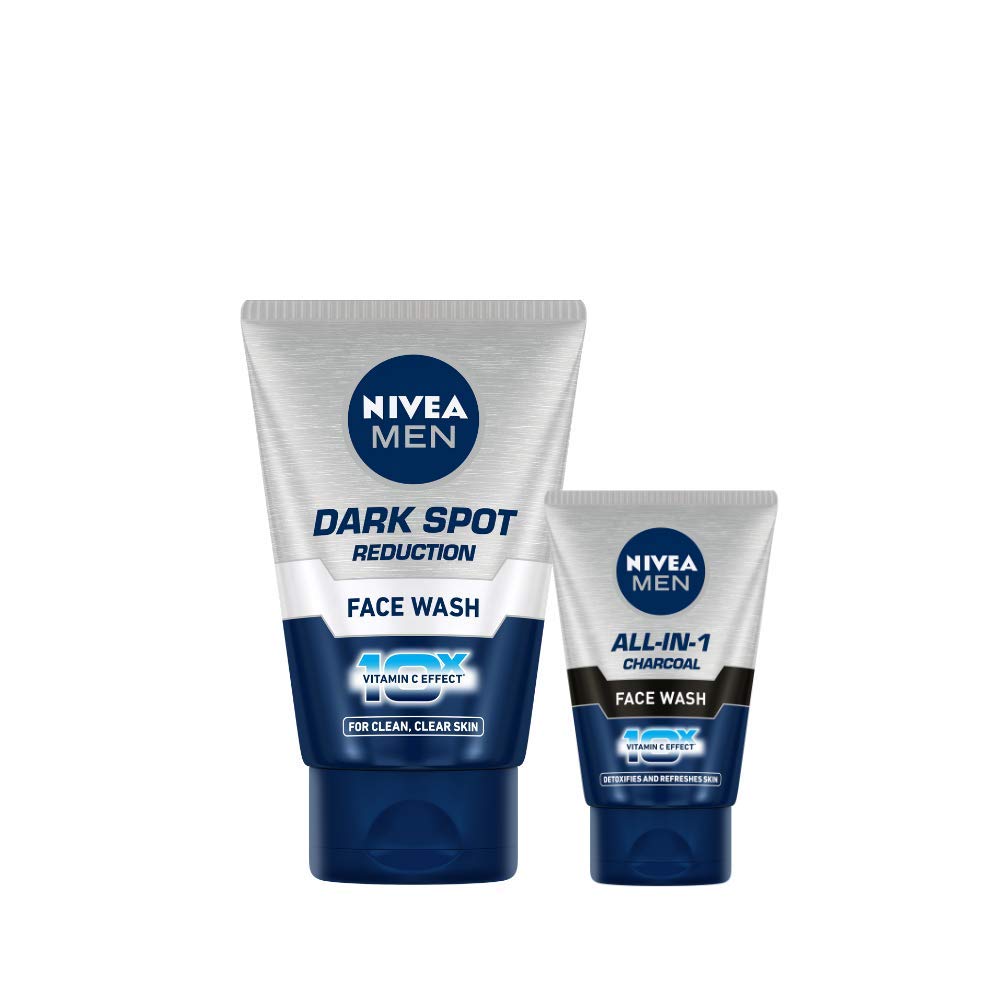 NIVEA
MEN
DARK SPOT
REDUCTION
FACE WASH
10X
VITAMIN C EFFECT*
FOR CLEAN, CLEAR SKIN
NIVEA
MEN
ALL-IN-1
CHARCOAL
FACE WASH
10X
VITAMIN C EFFECT*
DETOXIFIES AND REFRESHES SKIN